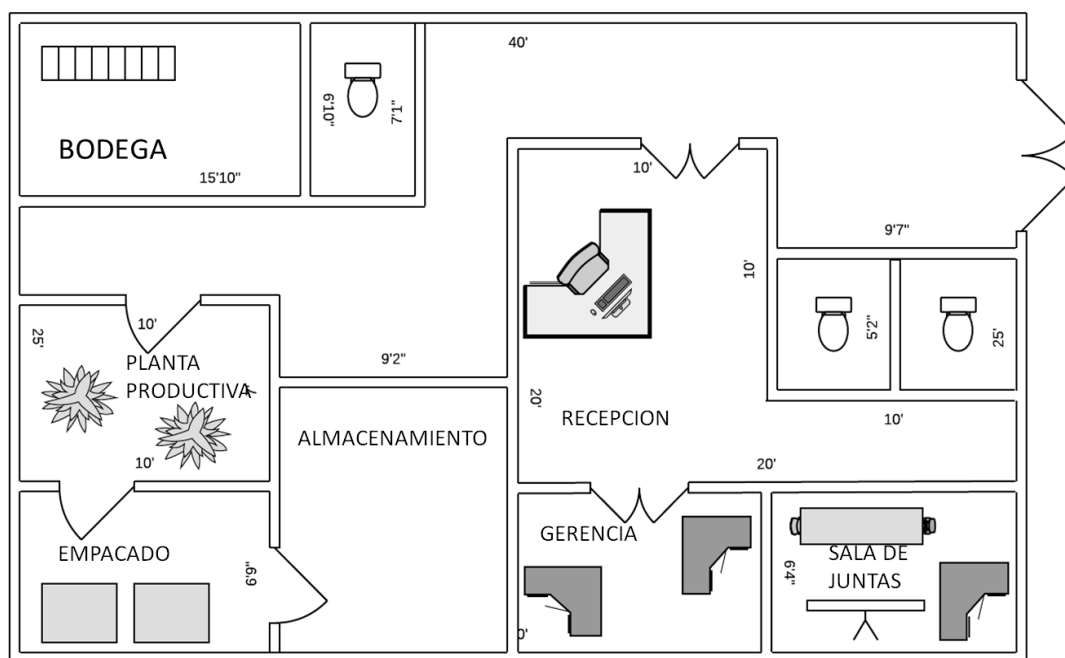 40'
6'10"
7'1"
BODEGA
15'10"
10'
9'7"
10'
25'
10'
5'2"
25'
PLANTA
PRODUCTIVA
9'2"
20'
RECEPCION
10'
ALMACENAMIENTO
10'
20'
GERENCIA
EMPACADO
SALA DE
JUNTAS
6'9"
6'4"